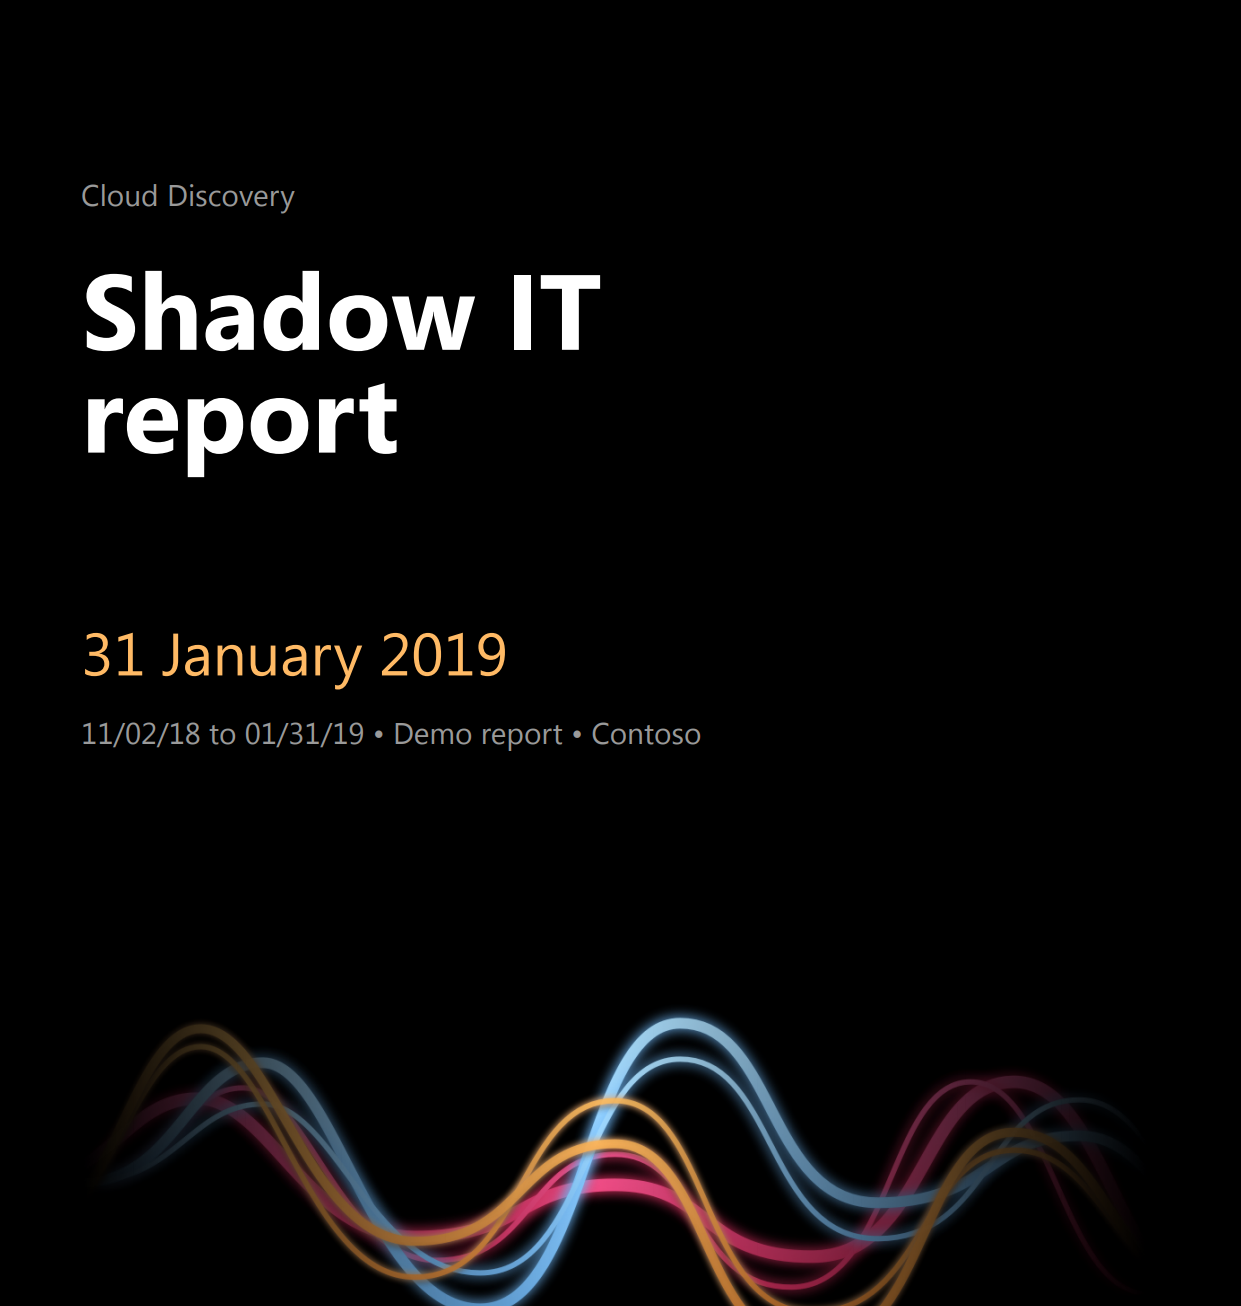 Cloud Discovery
Shadow IT
report
31 January 2019
11/02/18 to 01/31/19 • Demo report • Contoso